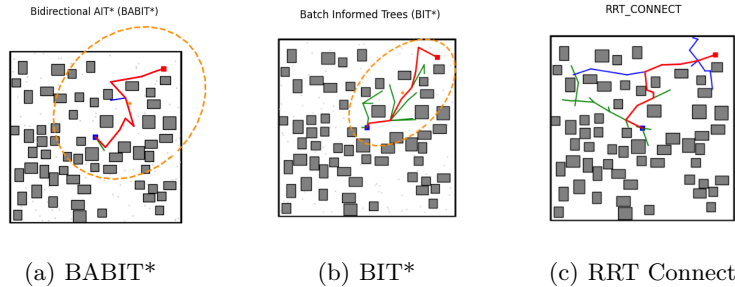 Bidirectional AIT* (BABIT*)
Batch Informed Trees (BIT*)
RRT_CONNECT
(a) BABIT*
(b) BIT*
(c) RRT Connect